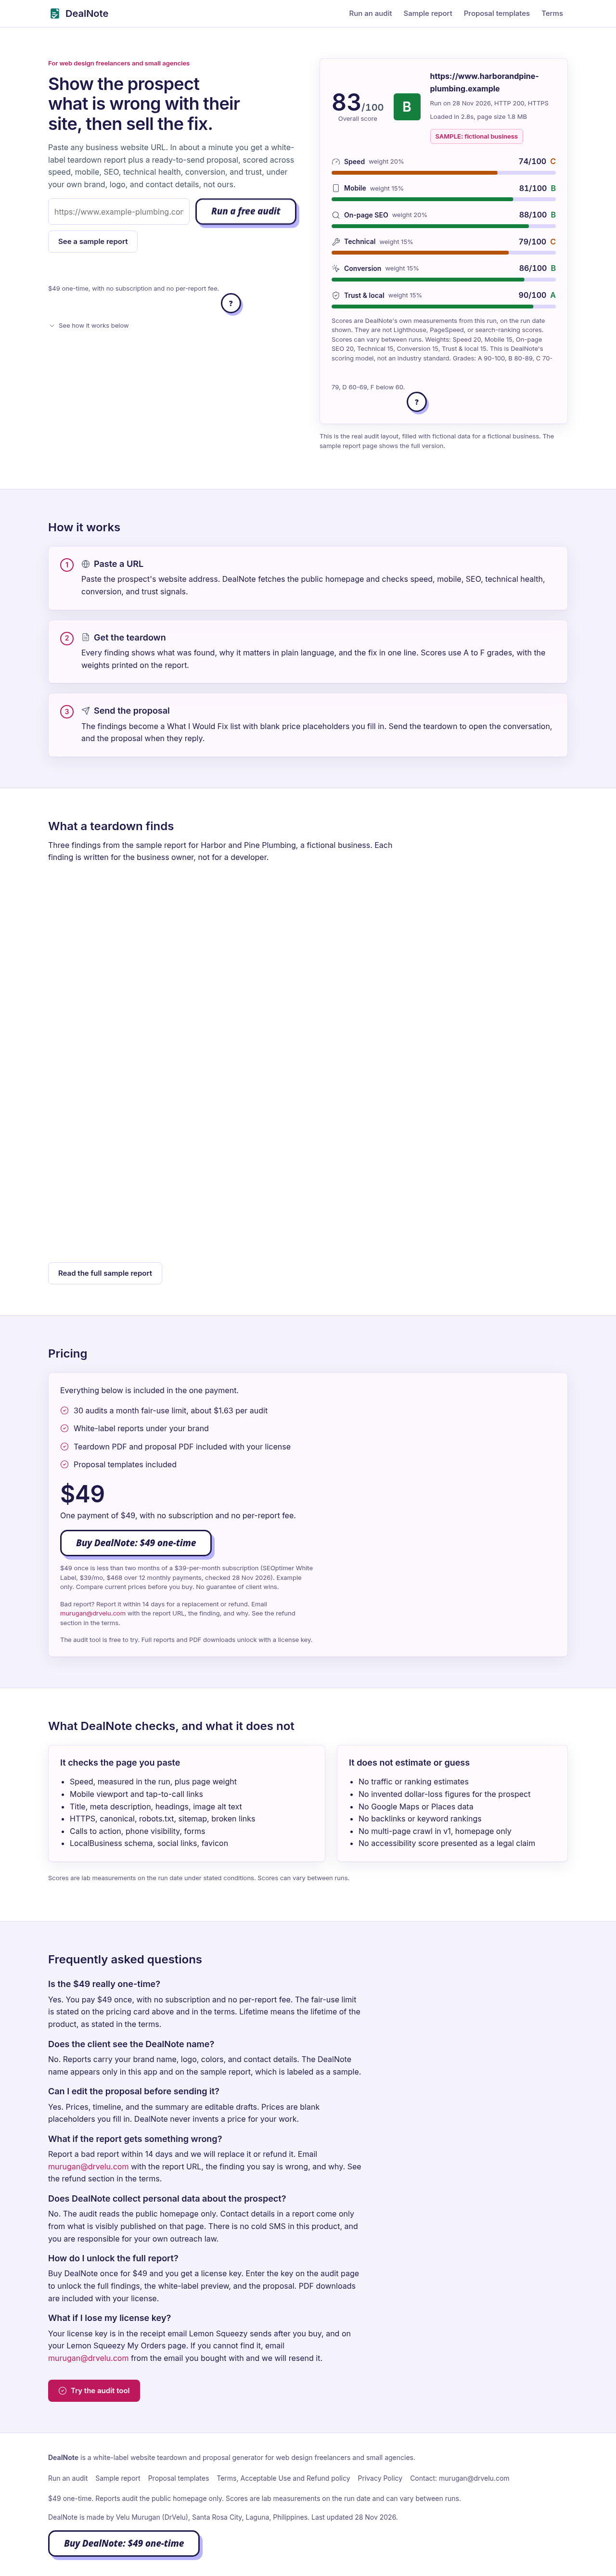 DealNote
Run an audit
Sample report
Proposal templates
Terms
For web design freelancers and small agencies
Show the prospect
what is wrong with their
site, then sell the fix.
Paste any business website URL. In about a minute you get a white-
label teardown report plus a ready-to-send proposal, scored across
speed, mobile, SEO, technical health, conversion, and trust, under
your own brand, logo, and contact details, not ours.
https://www.example-plumbing.cor
Run a free audit
See a sample report
$49 one-time, with no subscription and no per-report fee.
?
See how it works below
83/100
Overall score
B
https://www.harborandpine-
plumbing.example
Run on 28 Nov 2026, HTTP 200, HTTPS
Loaded in 2.8s, page size 1.8 MB
SAMPLE: fictional business
Speed weight 20% 74/100 C
Mobile weight 15% 81/100 B
On-page SEO weight 20% 88/100 B
Technical weight 15% 79/100 C
Conversion weight 15% 86/100 B
Trust & local weight 15% 90/100 A
Scores are DealNote's own measurements from this run, on the run date
shown. They are not Lighthouse, PageSpeed, or search-ranking scores.
Scores can vary between runs. Weights: Speed 20, Mobile 15, On-page
SEO 20, Technical 15, Conversion 15, Trust & local 15. This is DealNote's
scoring model, not an industry standard. Grades: A 90-100, B 80-89, C 70-
79, D 60-69, F below 60.
?
This is the real audit layout, filled with fictional data for a fictional business. The
sample report page shows the full version.
How it works
1
Paste a URL
Paste the prospect's website address. DealNote fetches the public homepage and checks speed, mobile, SEO, technical health,
conversion, and trust signals.
2
Get the teardown
Every finding shows what was found, why it matters in plain language, and the fix in one line. Scores use A to F grades, with the
weights printed on the report.
3
Send the proposal
The findings become a What I Would Fix list with blank price placeholders you fill in. Send the teardown to open the conversation,
and the proposal when they reply.
What a teardown finds
Three findings from the sample report for Harbor and Pine Plumbing, a fictional business. Each
finding is written for the business owner, not for a developer.
Read the full sample report
Pricing
Everything below is included in the one payment.
30 audits a month fair-use limit, about $1.63 per audit
White-label reports under your brand
Teardown PDF and proposal PDF included with your license
Proposal templates included
$49
One payment of $49, with no subscription and no per-report fee.
Buy DealNote: $49 one-time
$49 once is less than two months of a $39-per-month subscription (SEOptimer White
Label, $39/mo, $468 over 12 monthly payments, checked 28 Nov 2026). Example
only. Compare current prices before you buy. No guarantee of client wins.
Bad report? Report it within 14 days for a replacement or refund. Email
murugan@drvelu.com with the report URL, the finding, and why. See the refund
section in the terms.
The audit tool is free to try. Full reports and PDF downloads unlock with a license key.
What DealNote checks, and what it does not
It checks the page you paste
Speed, measured in the run, plus page weight
Mobile viewport and tap-to-call links
Title, meta description, headings, image alt text
HTTPS, canonical, robots.txt, sitemap, broken links
Calls to action, phone visibility, forms
LocalBusiness schema, social links, favicon
It does not estimate or guess
No traffic or ranking estimates
No invented dollar-loss figures for the prospect
No Google Maps or Places data
No backlinks or keyword rankings
No multi-page crawl in v1, homepage only
No accessibility score presented as a legal claim
Scores are lab measurements on the run date under stated conditions. Scores can vary between runs.
Frequently asked questions
Is the $49 really one-time?
Yes. You pay $49 once, with no subscription and no per-report fee. The fair-use limit
is stated on the pricing card above and in the terms. Lifetime means the lifetime of the
product, as stated in the terms.
Does the client see the DealNote name?
No. Reports carry your brand name, logo, colors, and contact details. The DealNote
name appears only in this app and on the sample report, which is labeled as a sample.
Can I edit the proposal before sending it?
Yes. Prices, timeline, and the summary are editable drafts. Prices are blank
placeholders you fill in. DealNote never invents a price for your work.
What if the report gets something wrong?
Report a bad report within 14 days and we will replace it or refund it. Email
murugan@drvelu.com with the report URL, the finding you say is wrong, and why. See
the refund section in the terms.
Does DealNote collect personal data about the prospect?
No. The audit reads the public homepage only. Contact details in a report come only
from what is visibly published on that page. There is no cold SMS in this product, and
you are responsible for your own outreach law.
How do I unlock the full report?
Buy DealNote once for $49 and you get a license key. Enter the key on the audit page
to unlock the full findings, the white-label preview, and the proposal. PDF downloads
are included with your license.
What if I lose my license key?
Your license key is in the receipt email Lemon Squeezy sends after you buy, and on
your Lemon Squeezy My Orders page. If you cannot find it, email
murugan@drvelu.com from the email you bought with and we will resend it.
Try the audit tool
DealNote is a white-label website teardown and proposal generator for web design freelancers and small agencies.
Run an audit
Sample report
Proposal templates
Terms, Acceptable Use and Refund policy
Privacy Policy
Contact: murugan@drvelu.com
$49 one-time. Reports audit the public homepage only. Scores are lab measurements on the run date and can vary between runs.
DealNote is made by Velu Murugan (DrVelu), Santa Rosa City, Laguna, Philippines. Last updated 28 Nov 2026.
Buy DealNote: $49 one-time